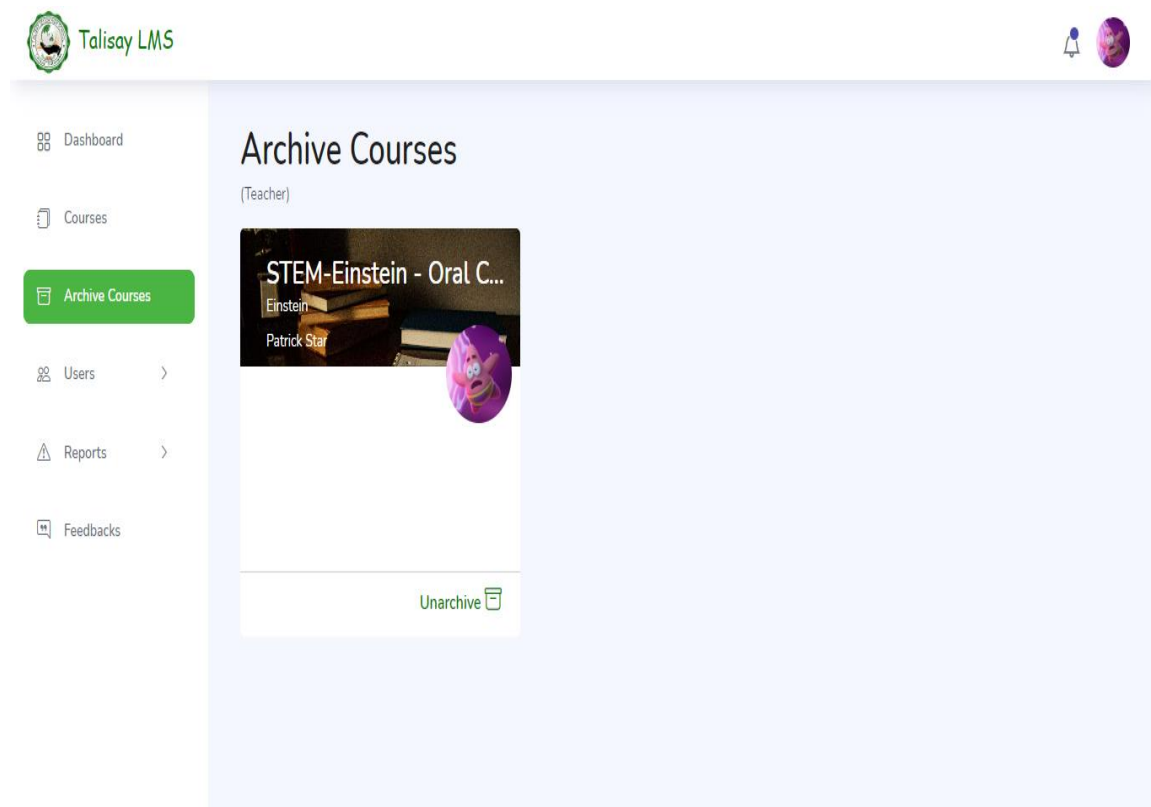 Talisay LMS
Dashboard
Courses
Archive Courses
Users
Reports
Feedbacks
Archive Courses
(Teacher)
STEM-Einstein - Oral C...
Einstein
Patrick Star
Unarchive